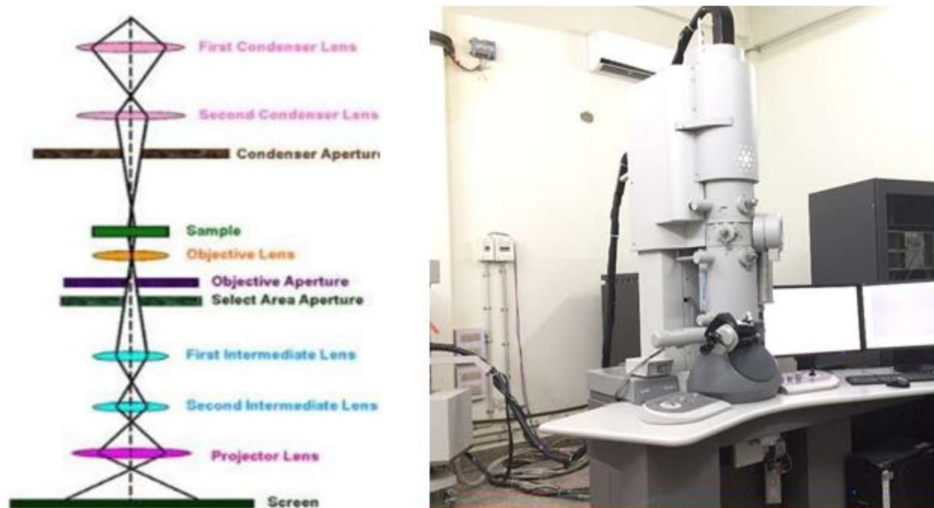 First Condenser Lens
Second Condenser Lens
Condenser Aperture
Sample
Objective Lens
Objective Aperture
Select Area Aperture
First Intermediate Lens
Second Intermediate Lens
Projector Lens
Screen